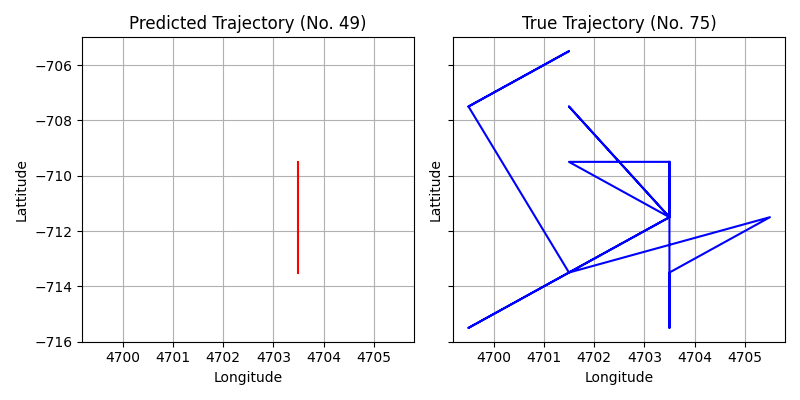 Predicted Trajectory (No. 49)
True Trajectory (No. 75)
−706
−708
−710
−712
−714
−716
Lattitude
Lattitude
4700 4701 4702 4703 4704 4705
4700 4701 4702 4703 4704 4705
Longitude
Longitude